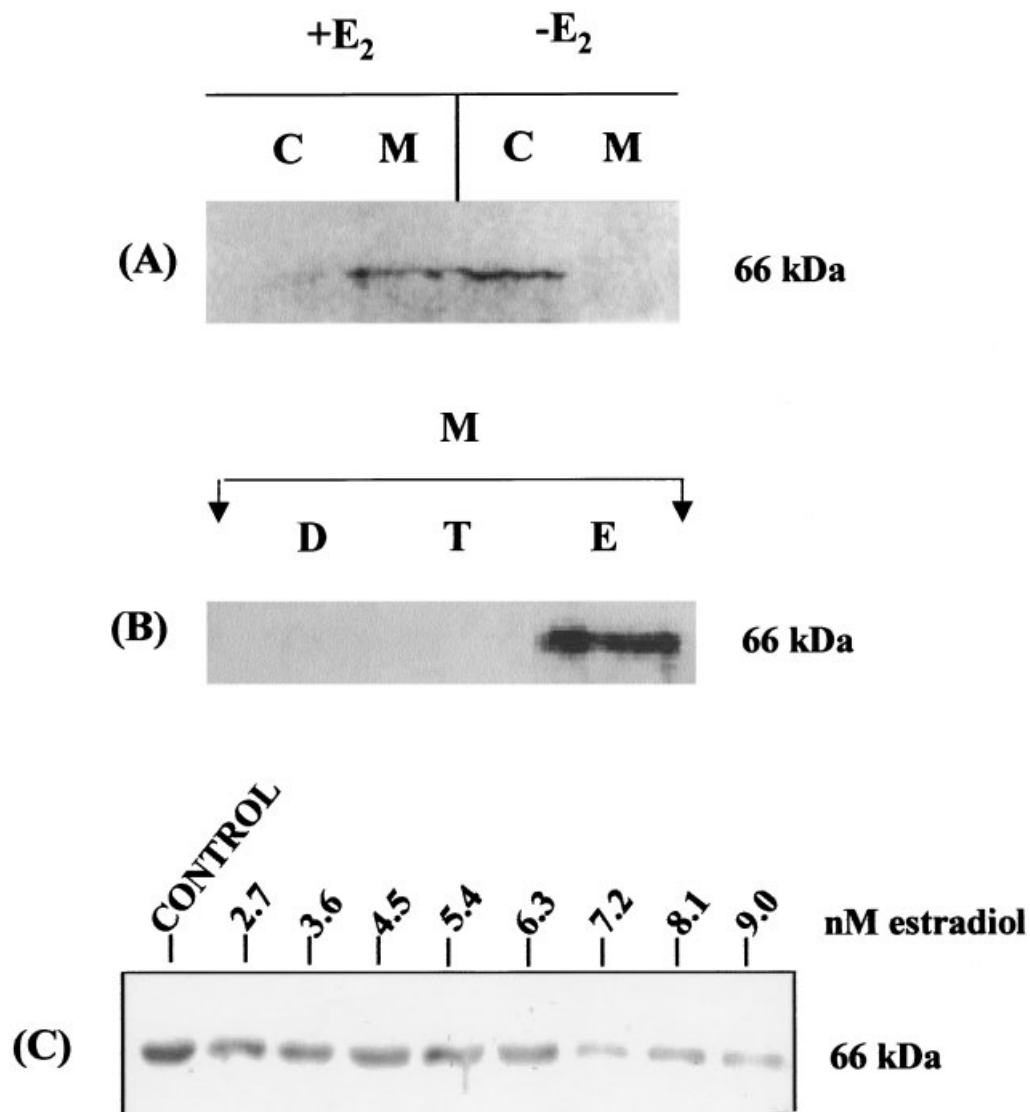 +E₂ -E₂
C M C M
(A) 66 kDa
M
D T E
(B) 66 kDa
CONTROL 2.7 3.6 4.5 5.4 6.3 7.2 8.1 9.0 nM estradiol
(C) 66 kDa